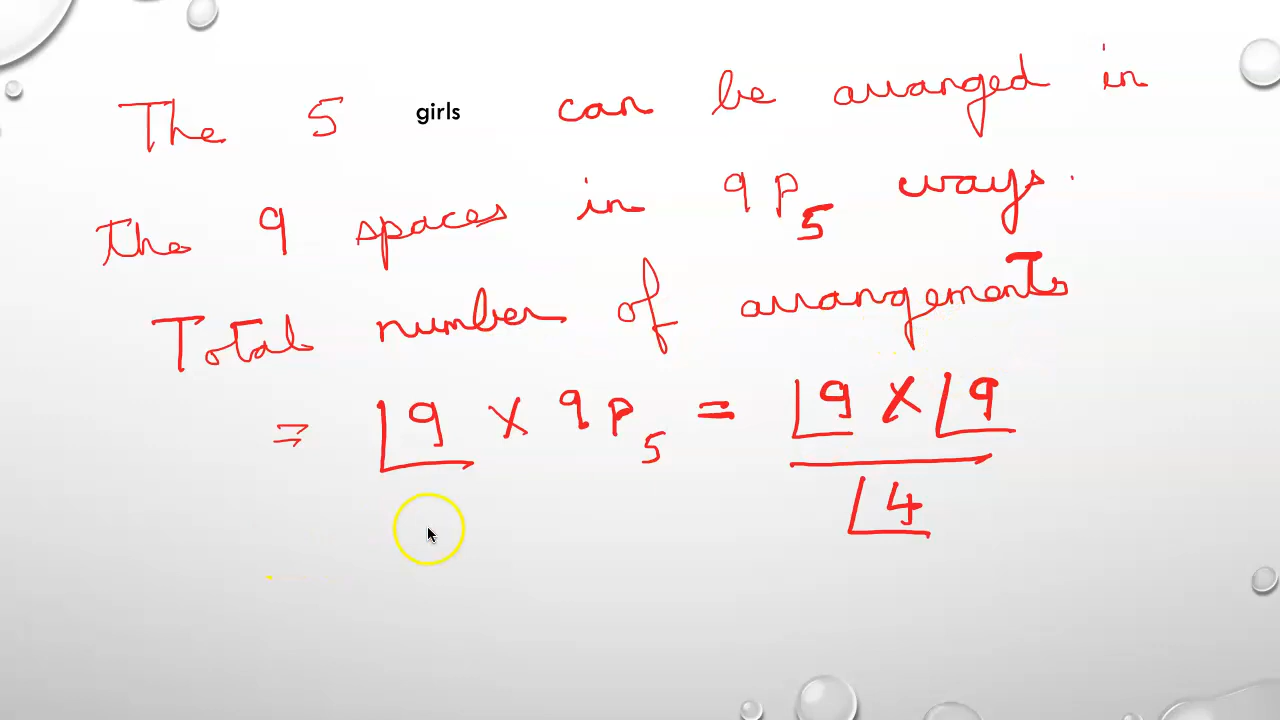 The 5 girls can be arranged in
the 9 spaces in 9P5 ways.
Total number of arrangements
= ⌊9 × 9P5 = ⌊9 × ⌊9
⌊4